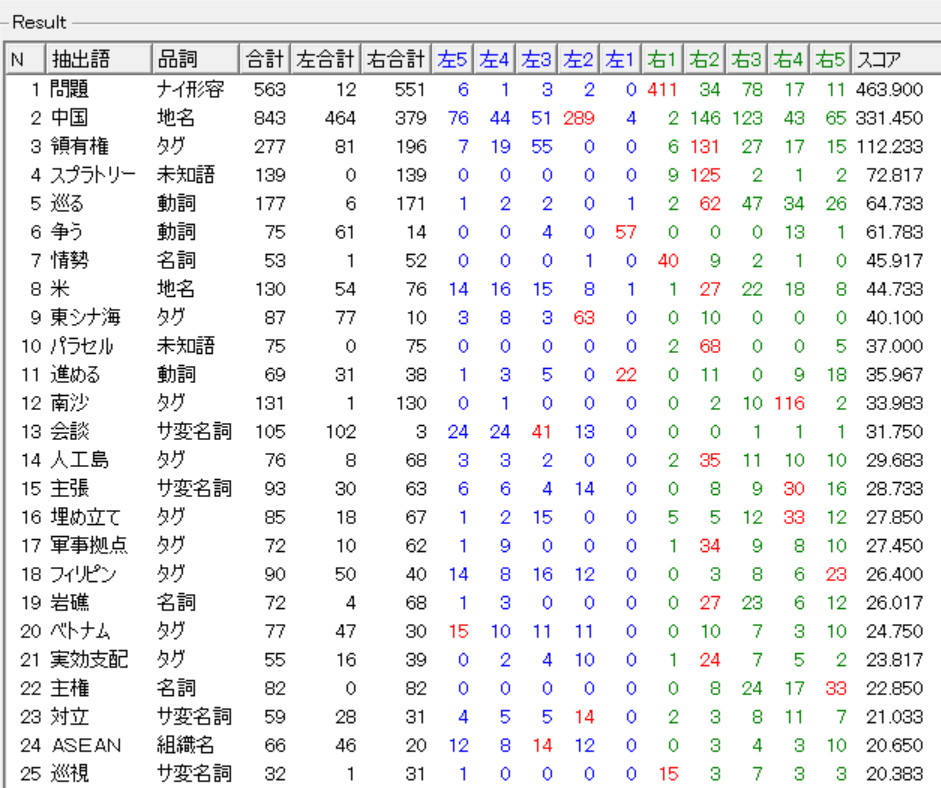 Result
N 抽出語 品詞 合計 左合計 右合計 左5 左4 左3 左2 左1 右1 右2 右3 右4 右5 スコア
1 問題 ナイ形容 563 12 551 6 1 3 2 0 411 34 78 17 11 463.900
2 中国 地名 843 464 379 76 44 51 289 4 2 146 123 43 65 331.450
3 領有権 タグ 277 81 196 7 19 55 0 0 6 131 27 17 15 112.233
4 スプラトリー 未知語 139 0 139 0 0 0 0 0 9 125 2 1 2 72.817
5 巡る 動詞 177 6 171 1 2 2 0 1 2 62 47 34 26 64.733
6 争う 動詞 75 61 14 0 0 4 0 57 0 0 0 13 1 61.783
7 情勢 名詞 53 1 52 0 0 0 1 0 40 9 2 1 0 45.917
8 米 地名 130 54 76 14 16 15 8 1 1 27 22 18 8 44.733
9 東シナ海 タグ 87 77 10 3 8 3 63 0 0 10 0 0 0 40.100
10 パラセル 未知語 75 0 75 0 0 0 0 0 2 68 0 0 5 37.000
11 進める 動詞 69 31 38 1 3 5 0 22 0 11 0 9 18 35.967
12 南沙 タグ 131 1 130 0 1 0 0 0 0 2 10 116 2 33.983
13 会談 サ変名詞 105 102 3 24 24 41 13 0 0 0 1 1 1 31.750
14 人工島 タグ 76 8 68 3 3 2 0 0 2 35 11 10 10 29.683
15 主張 サ変名詞 93 30 63 6 6 4 14 0 0 8 9 30 16 28.733
16 埋め立て タグ 85 18 67 1 2 15 0 0 5 5 12 33 12 27.850
17 軍事拠点 タグ 72 10 62 1 9 0 0 0 1 34 9 8 10 27.450
18 フィリピン タグ 90 50 40 14 8 16 12 0 0 3 8 6 23 26.400
19 岩礁 名詞 72 4 68 1 3 0 0 0 0 27 23 6 12 26.017
20 ベトナム タグ 77 47 30 15 10 11 11 0 0 10 7 3 10 24.750
21 実効支配 タグ 55 16 39 0 2 4 10 0 1 24 7 5 2 23.817
22 主権 名詞 82 0 82 0 0 0 0 0 0 8 24 17 33 22.850
23 対立 サ変名詞 59 28 31 4 5 5 14 0 2 3 8 11 7 21.033
24 ASEAN 組織名 66 46 20 12 8 14 12 0 0 3 4 3 10 20.650
25 巡視 サ変名詞 32 1 31 1 0 0 0 0 15 3 7 3 3 20.383